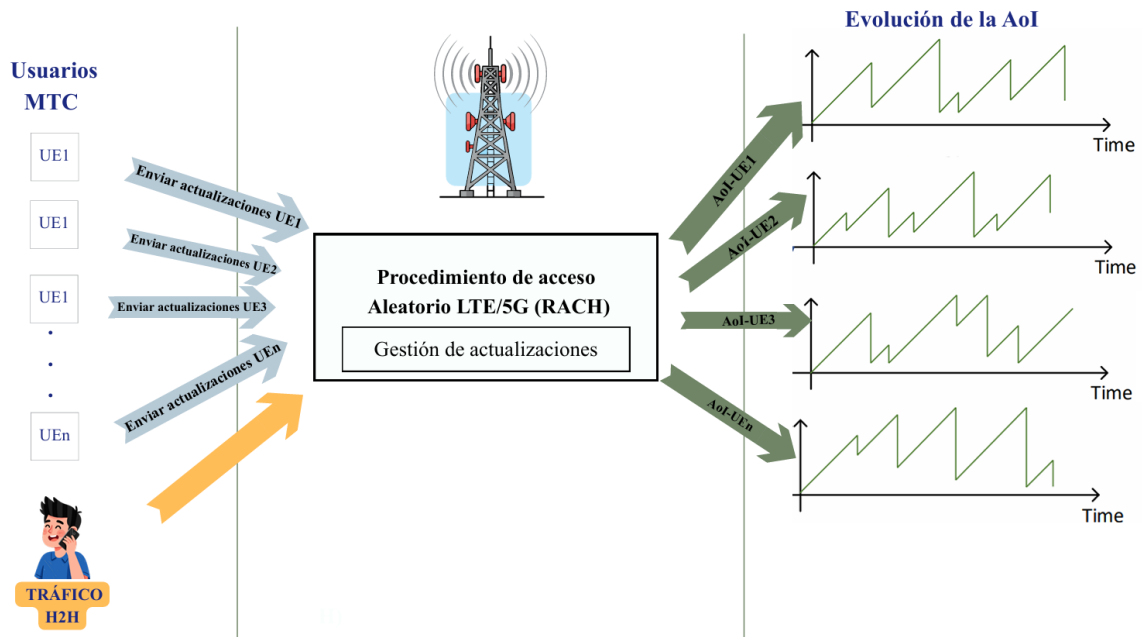 Evolución de la AoI
Usuarios
MTC
UE1
UE1
UE1
.
.
.
UEn
TRÁFICO
H2H
Enviar actualizaciones UE1
Enviar actualizaciones UE2
Enviar actualizaciones UE3
Enviar actualizaciones UEn
Procedimiento de acceso
Aleatorio LTE/5G (RACH)
Gestión de actualizaciones
AoI-UE1
AoI-UE2
AoI-UE3
AoI-UEn
Time
Time
Time
Time